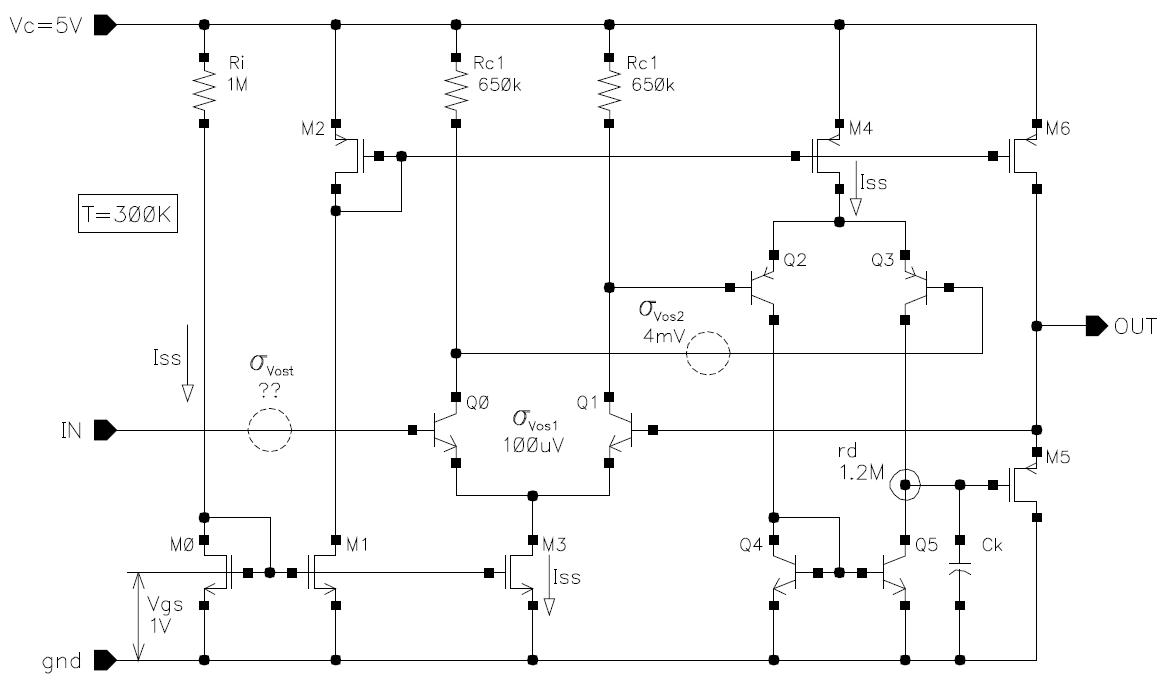 Vc=5V
Ri
1M
Rc1
650k
Rc1
650k
M2
M4
M6
Iss
T=300K
Q2
Q3
σVos2
4mV
OUT
Iss
σVost
??
Q0
Q1
σVos1
100uV
IN
rd
1.2M
M5
M0
M1
M3
Q4
Q5
Ck
Iss
Vgs
1V
gnd